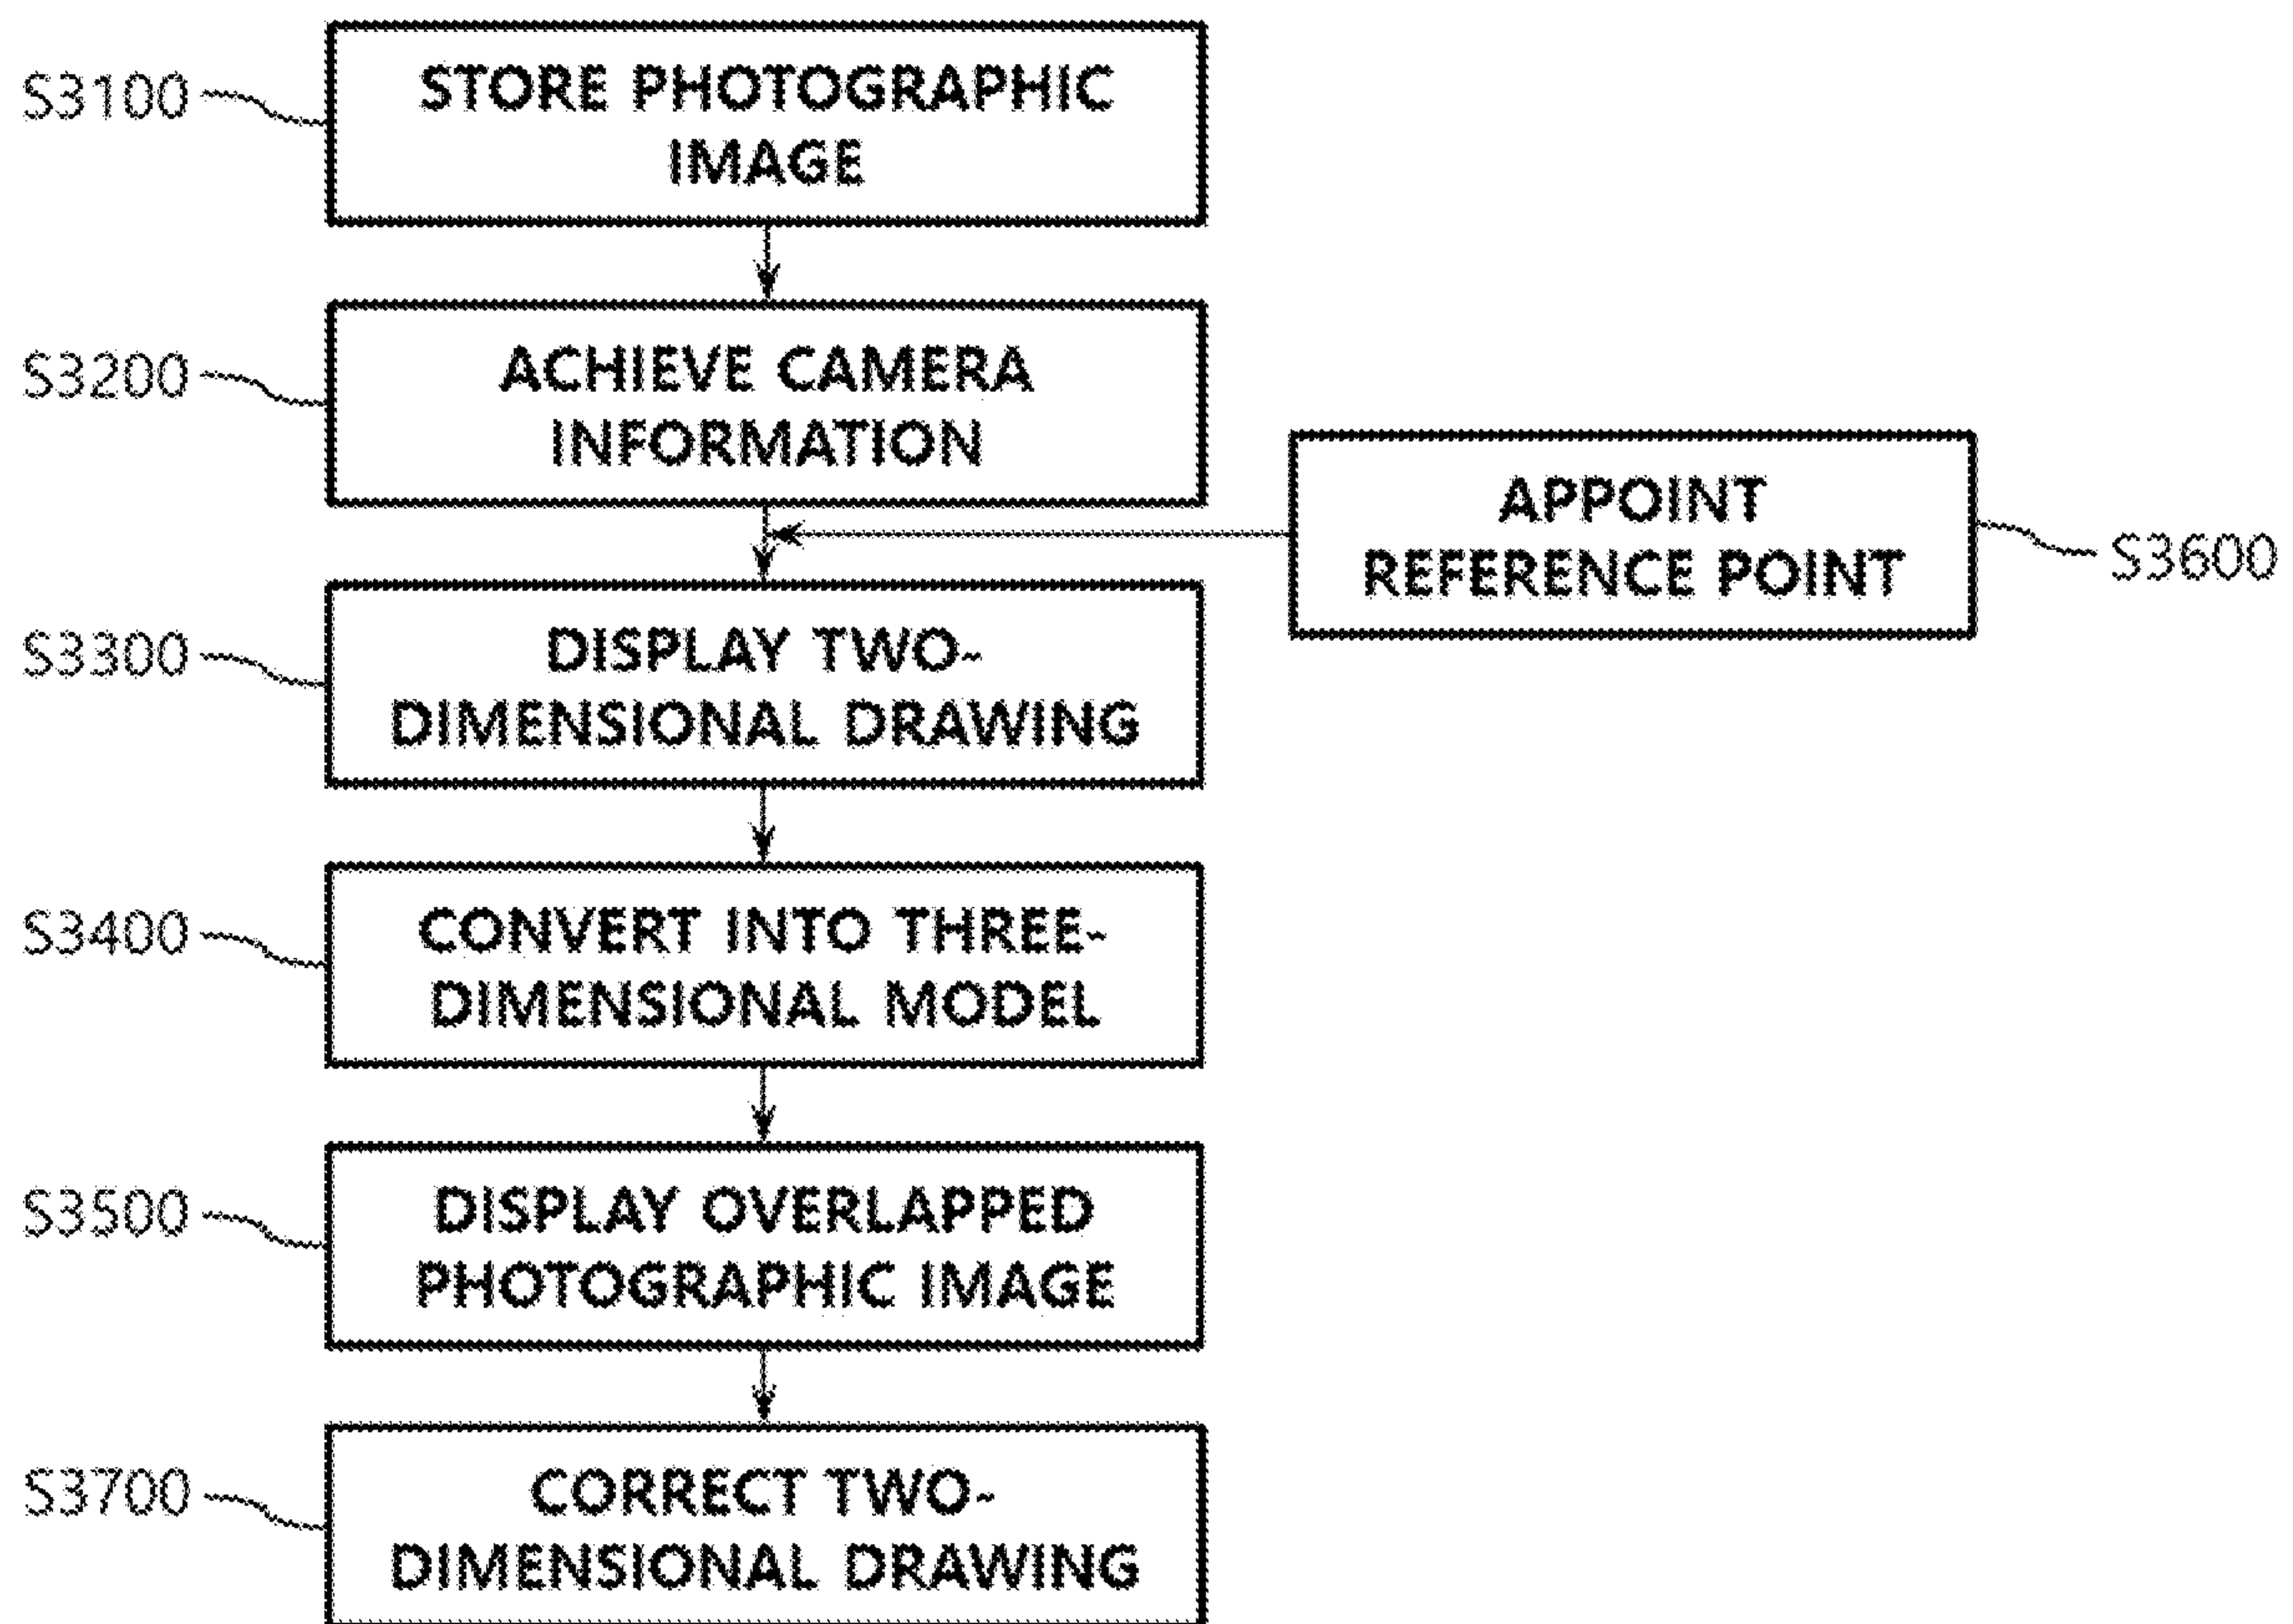 S3100
STORE PHOTOGRAPHIC
IMAGE
S3200
ACHIEVE CAMERA
INFORMATION
APPOINT
REFERENCE POINT
S3600
S3300
DISPLAY TWO-
DIMENSIONAL DRAWING
S3400
CONVERT INTO THREE-
DIMENSIONAL MODEL
S3500
DISPLAY OVERLAPPED
PHOTOGRAPHIC IMAGE
S3700
CORRECT TWO-
DIMENSIONAL DRAWING